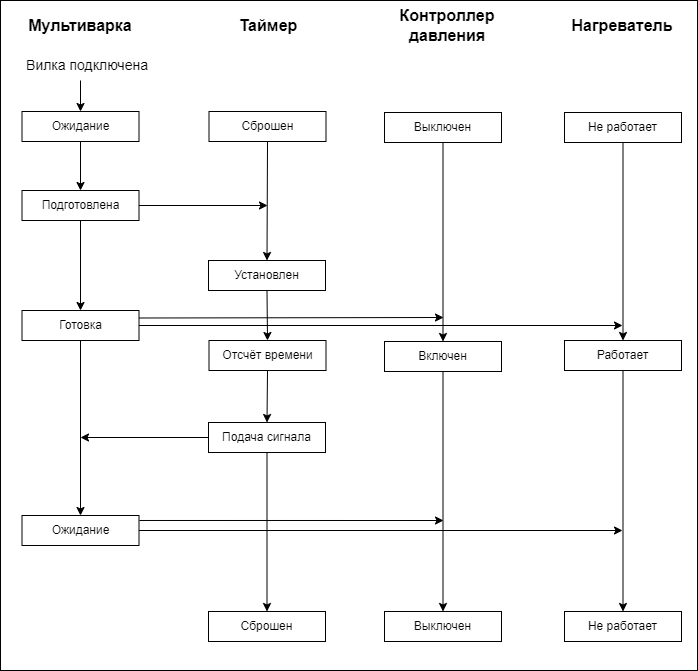 Мультиварка
Таймер
Контроллер
давления
Нагреватель
Вилка подключена
Ожидание
Сброшен
Выключен
Не работает
Подготовлена
Установлен
Готовка
Отсчёт времени
Включен
Работает
Подача сигнала
Ожидание
Сброшен
Выключен
Не работает